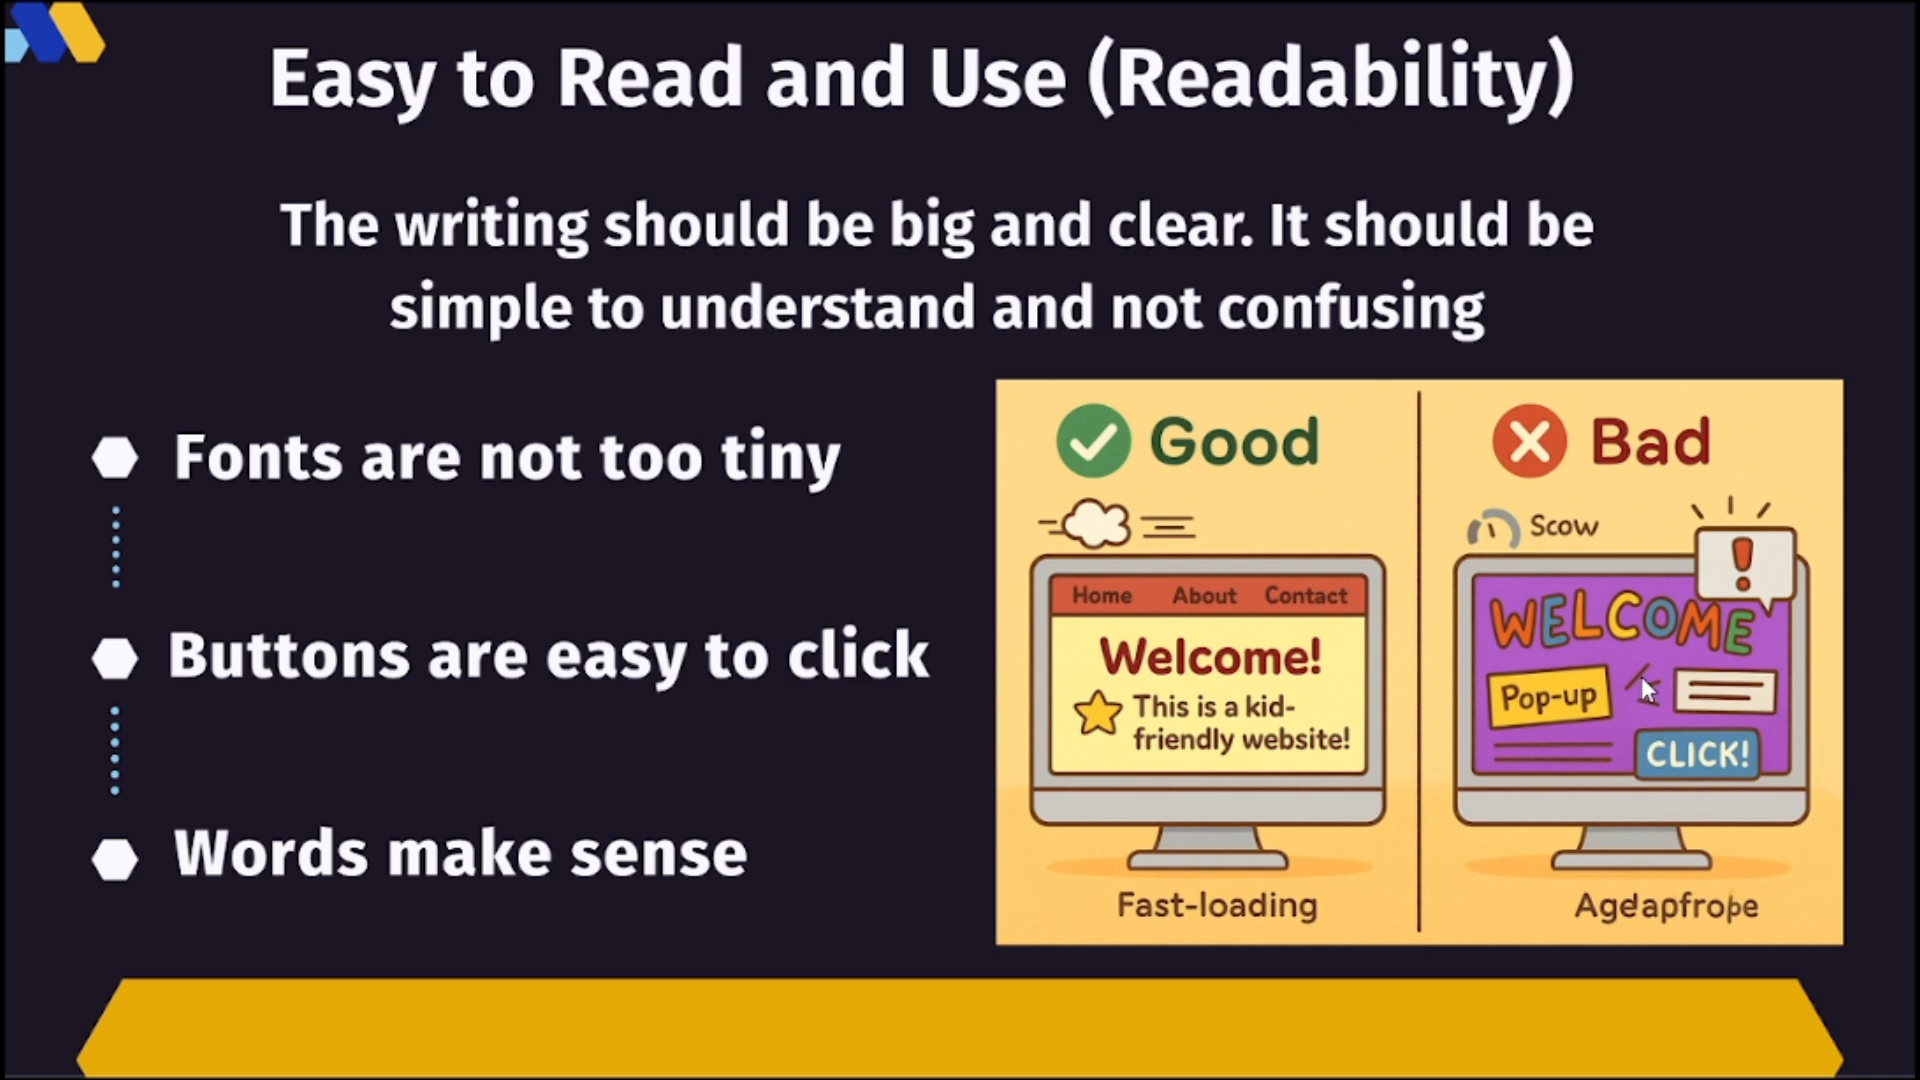 Easy to Read and Use (Readability)
The writing should be big and clear. It should be
simple to understand and not confusing
Fonts are not too tiny
Buttons are easy to click
Words make sense
Good
Home About Contact
Welcome!
This is a kid-
friendly website!
Fast-loading
Bad
Scow
!
WELCOME
Pop-up
CLICK!
Agedapfrope